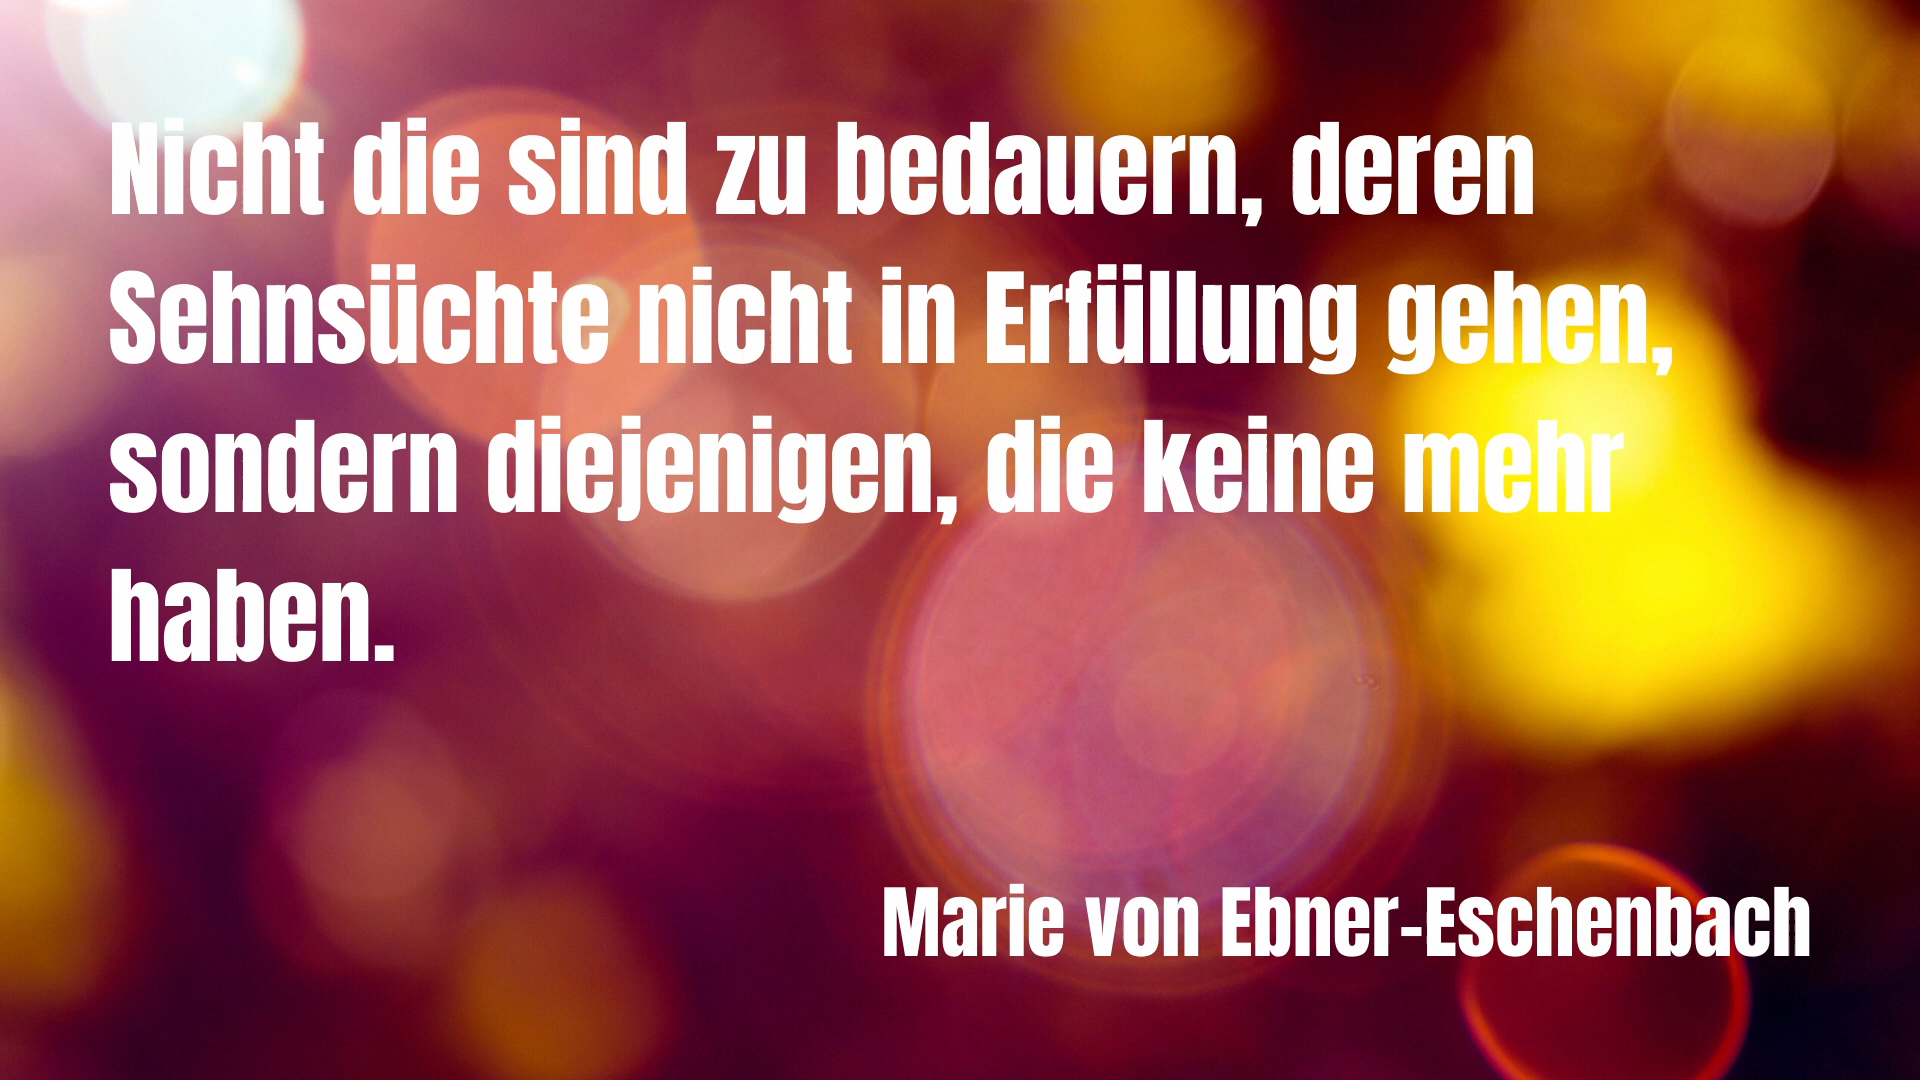 Nicht die sind zu bedauern, deren
Sehnsüchte nicht in Erfüllung gehen,
sondern diejenigen, die keine mehr
haben.
Marie von Ebner-Eschenbach